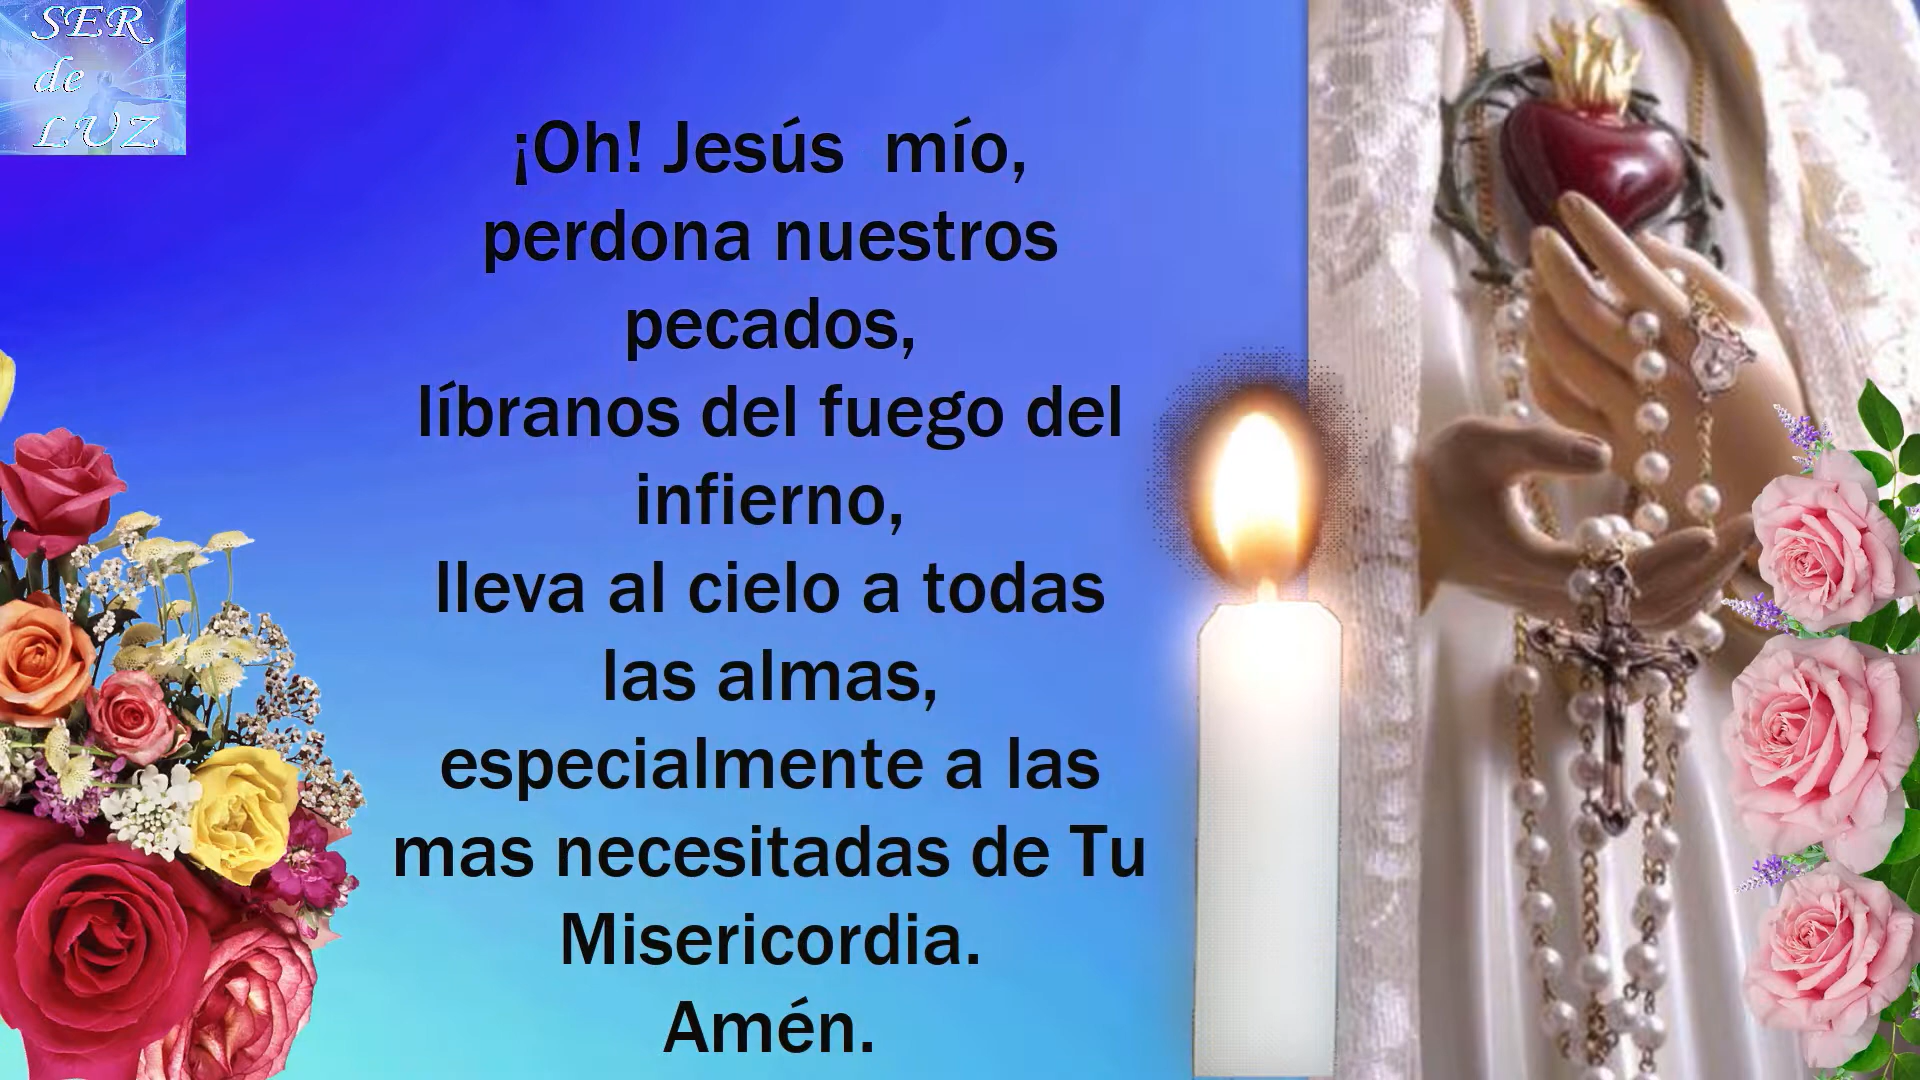 SER
de
LUZ
¡Oh! Jesús  mío,
perdona nuestros
pecados,
líbranos del fuego del
infierno,
lleva al cielo a todas
las almas,
especialmente a las
mas necesitadas de Tu
Misericordia.
Amén.